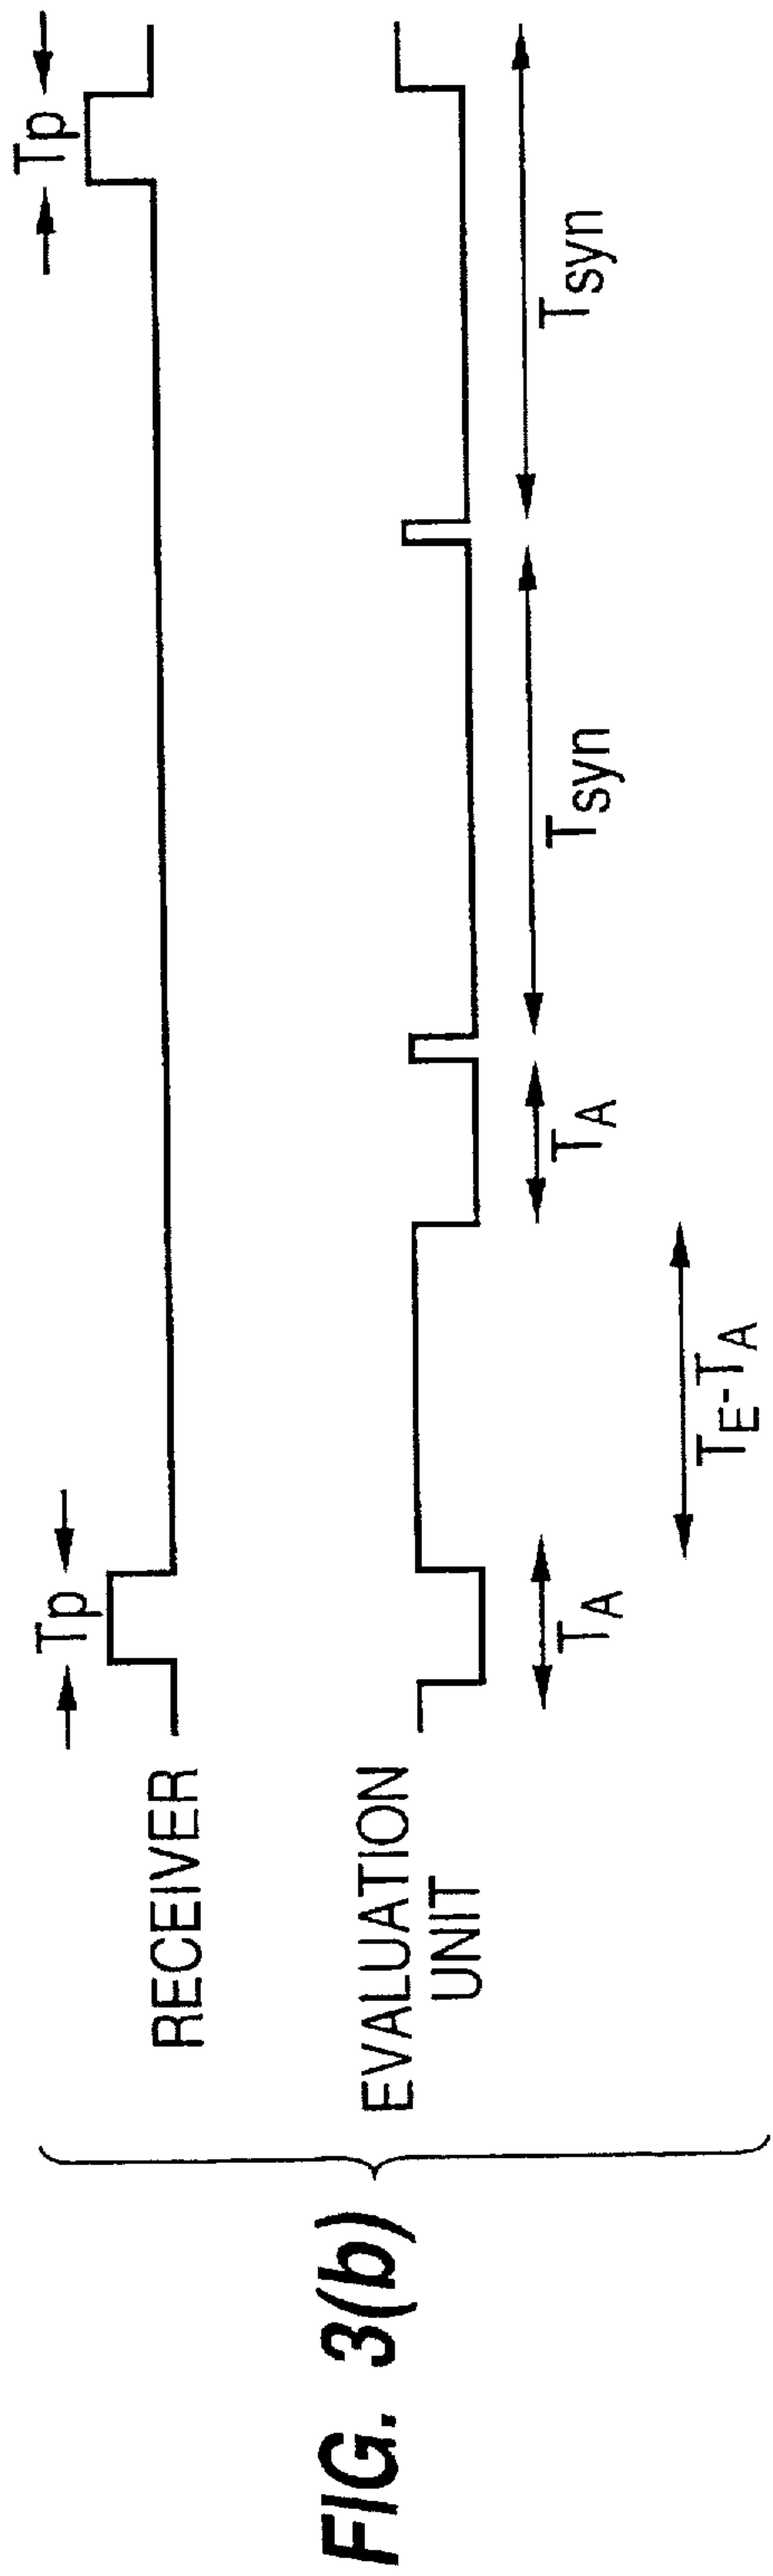 FIG. 3(b)
RECEIVER
Tp
Tp
EVALUATION
UNIT
TA
TA
Tsyn
Tsyn
TE-TA